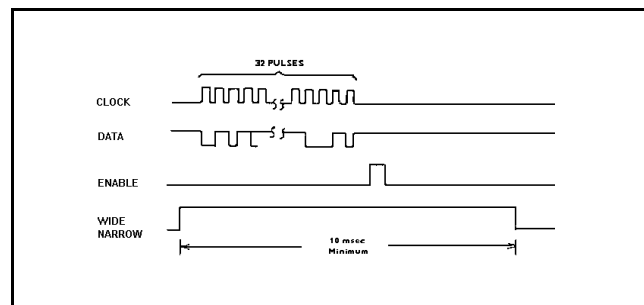 32 PULSES
CLOCK
DATA
ENABLE
WIDE
NARROW
10 msec
Minimum